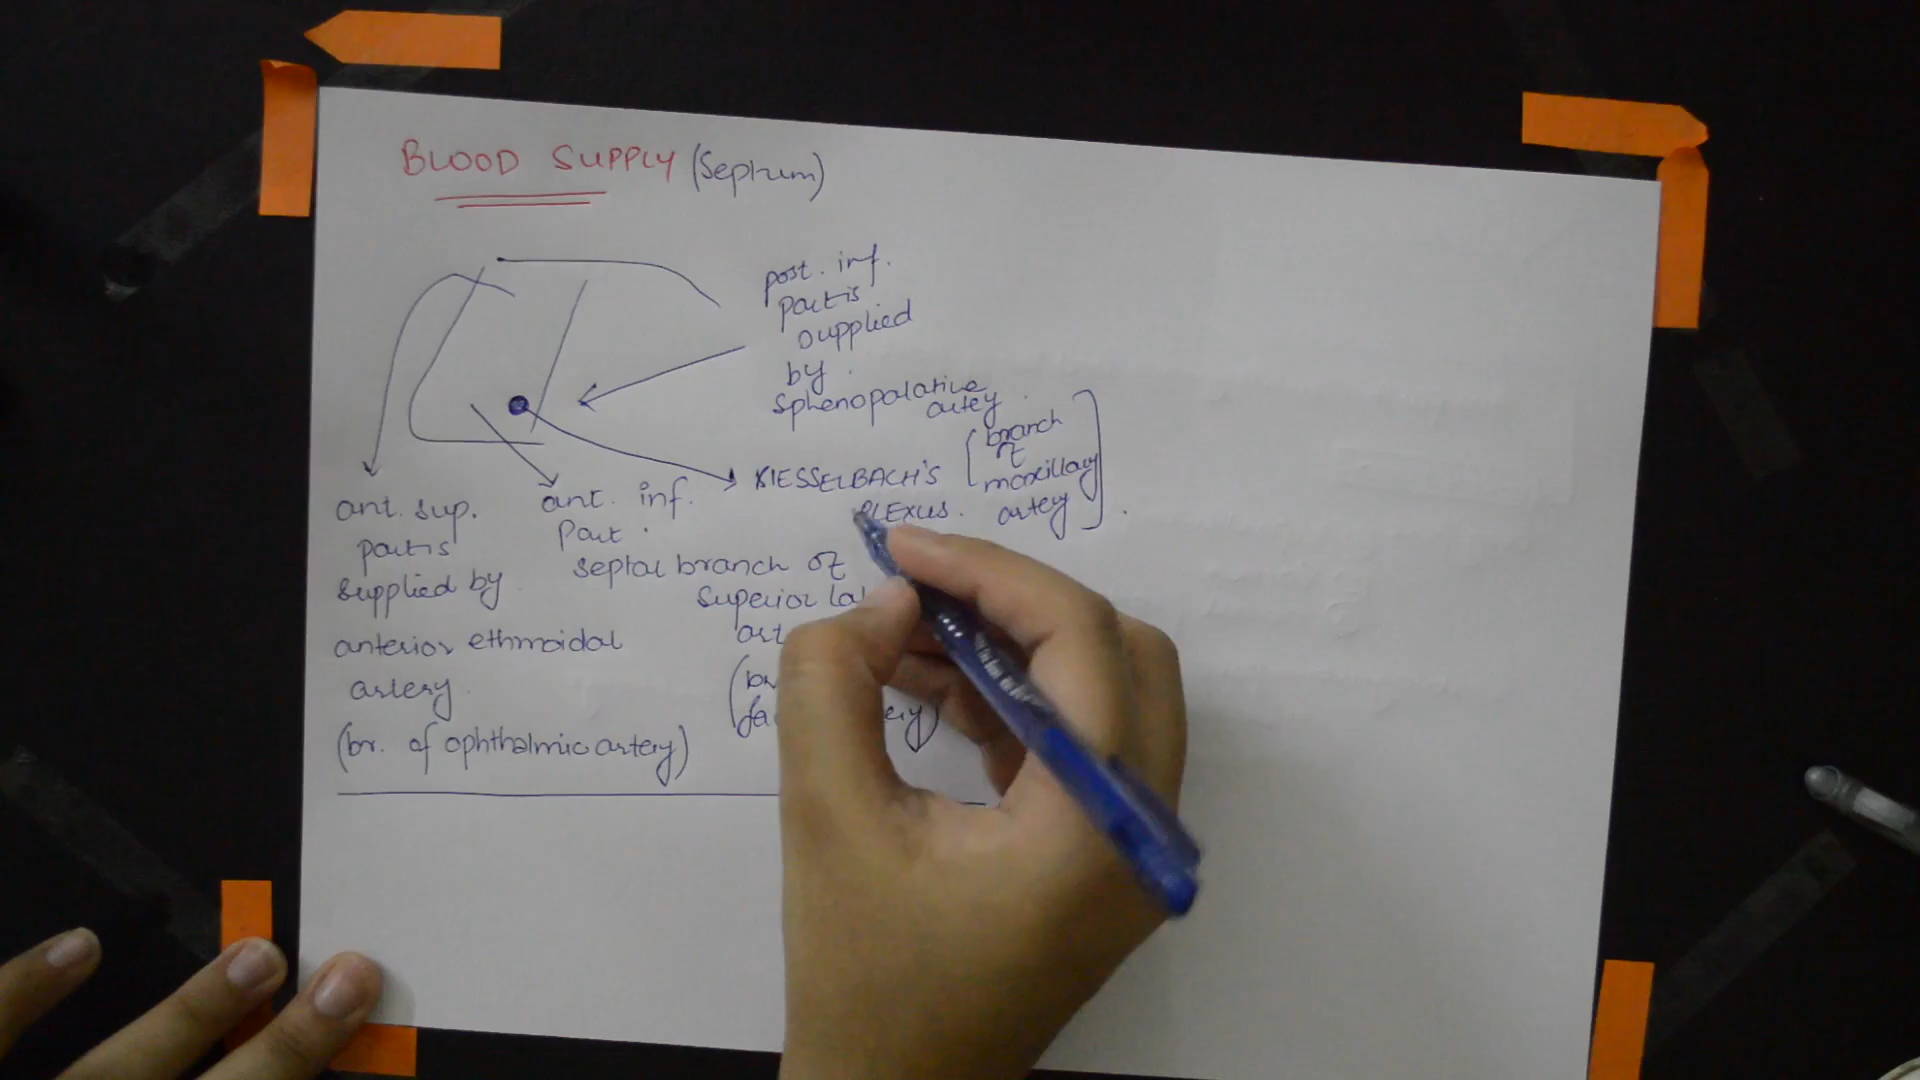 BLOOD SUPPLY (Septum)
post. inf.
part is
supplied
by
sphenopalatine
artey
[branch
of
maxillary
artery]
KIESSELBACH'S
PLEXUS.
ant. inf.
Part.
septal branch of
superior
ant. sup.
part is
supplied by
anterior ethmoidal
artery
(br. of ophthalmic artery)